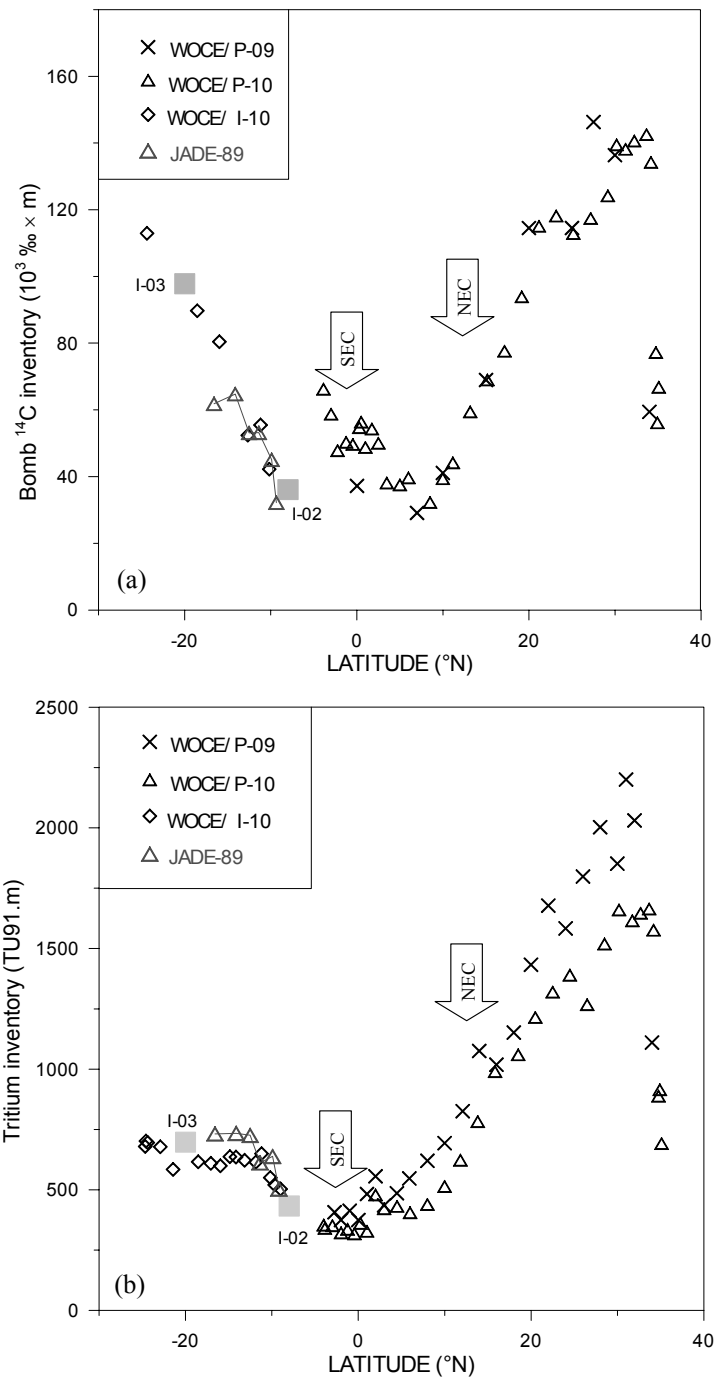 160
120
80
40
0
Bomb ¹⁴C inventory (10³ ‰ × m)
WOCE/ P-09
WOCE/ P-10
WOCE/ I-10
JADE-89
I-03
I-02
SEC
NEC
(a)
-20 0 20 40
LATITUDE (°N)
2500
2000
1500
1000
500
0
Tritium inventory (TU91.m)
WOCE/ P-09
WOCE/ P-10
WOCE/ I-10
JADE-89
I-03
I-02
SEC
NEC
(b)
-20 0 20 40
LATITUDE (°N)